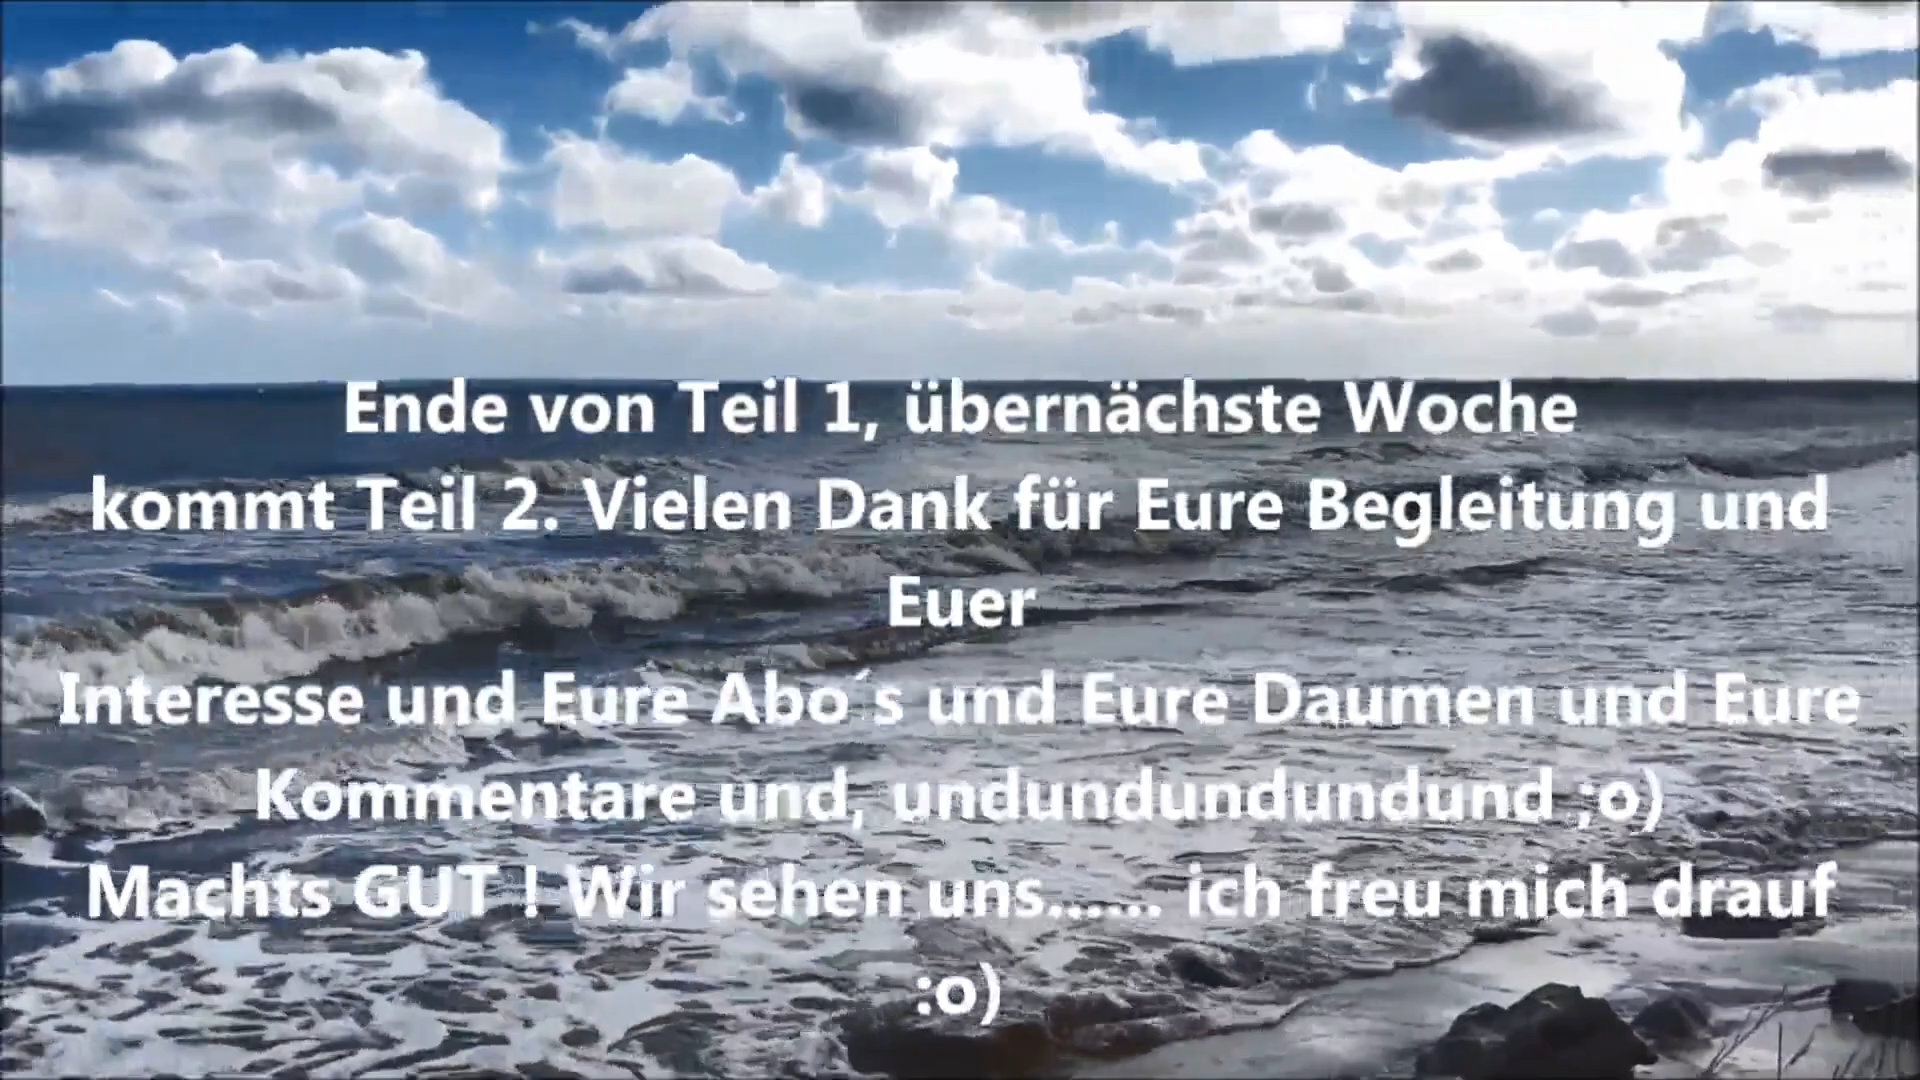 Ende von Teil 1, übernächste Woche
kommt Teil 2. Vielen Dank für Eure Begleitung und
Euer
Interesse und Eure Abo´s und Eure Daumen und Eure
Kommentare und, undundundundund ;o)
Machts GUT ! Wir sehen uns...... ich freu mich drauf
:o)